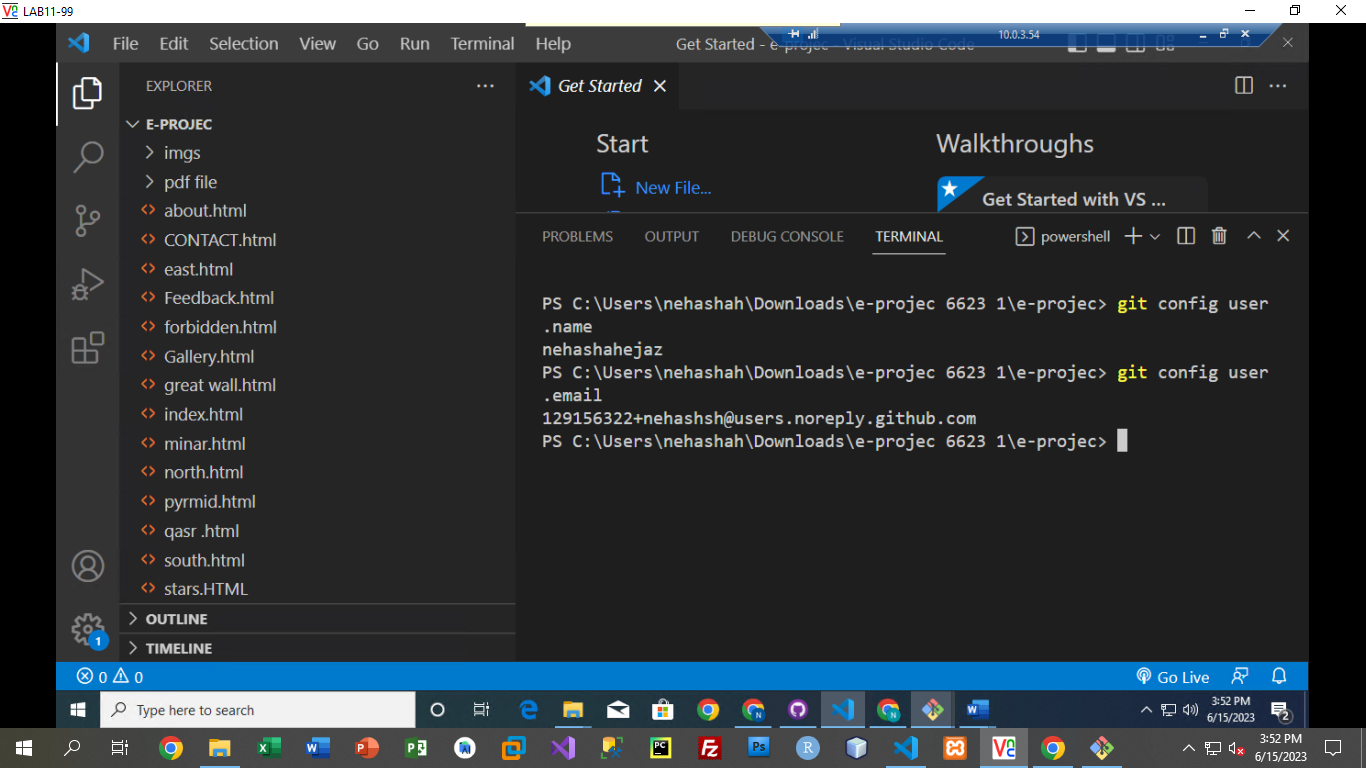 LAB11-99
File Edit Selection View Go Run Terminal Help
Get Started - e-projec - Visual Studio Code
10.0.3.54
EXPLORER
E-PROJEC
imgs
pdf file
about.html
CONTACT.html
east.html
Feedback.html
forbidden.html
Gallery.html
great wall.html
index.html
minar.html
north.html
pyrmid.html
qasr .html
south.html
stars.HTML
OUTLINE
TIMELINE
Get Started
Start
New File...
Walkthroughs
Get Started with VS ...
PROBLEMS OUTPUT DEBUG CONSOLE TERMINAL
powershell
PS C:\Users\nehashah\Downloads\e-projec 6623 1\e-projec> git config user
.name
nehashahejaz
PS C:\Users\nehashah\Downloads\e-projec 6623 1\e-projec> git config user
.email
129156322+nehashsh@users.noreply.github.com
PS C:\Users\nehashah\Downloads\e-projec 6623 1\e-projec>
1
0 0
Go Live
Type here to search
3:52 PM
6/15/2023
2
3:52 PM
6/15/2023